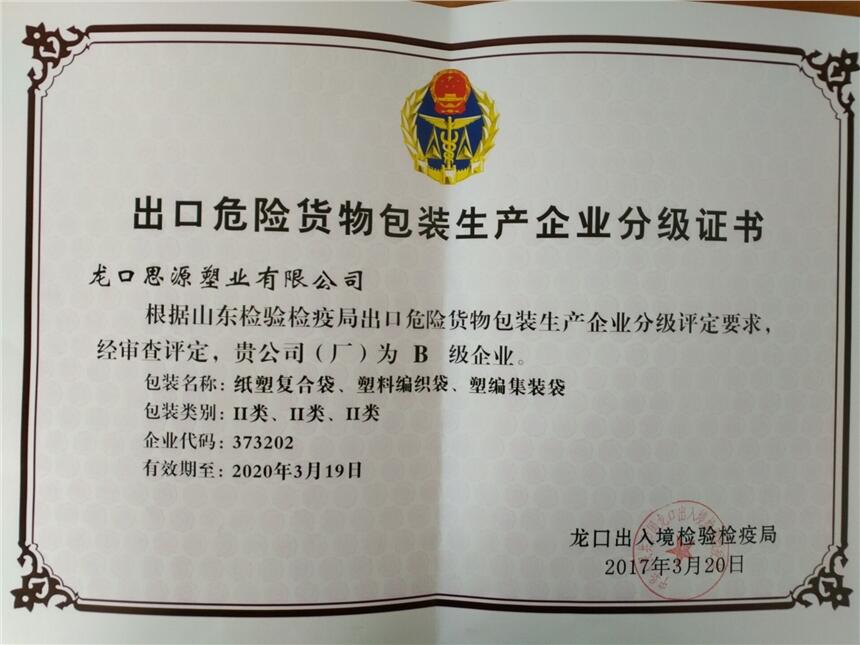 出口危险货物包装生产企业分级证书
龙口思源塑业有限公司
根据山东检验检疫局出口危险货物包装生产企业分级评定要求，
经审查评定，贵公司（厂）为 B 级企业。
包装名称：纸塑复合袋、塑料编织袋、塑编集装袋
包装类别：II类、II类、II类
企业代码：373202
有效期至：2020年3月19日
龙口出入境检验检疫局
2017年3月20日